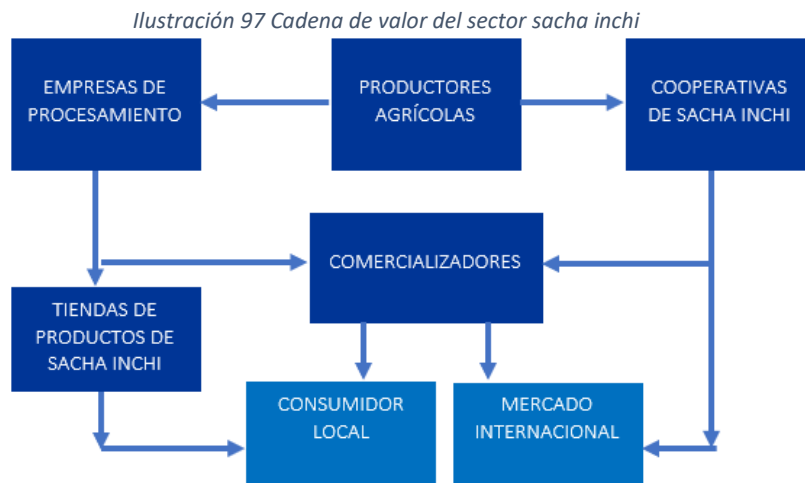 Ilustración 97 Cadena de valor del sector sacha inchi
EMPRESAS DE
PROCESAMIENTO
PRODUCTORES
AGRÍCOLAS
COOPERATIVAS
DE SACHA INCHI
COMERCIALIZADORES
TIENDAS DE
PRODUCTOS DE
SACHA INCHI
CONSUMIDOR
LOCAL
MERCADO
INTERNACIONAL